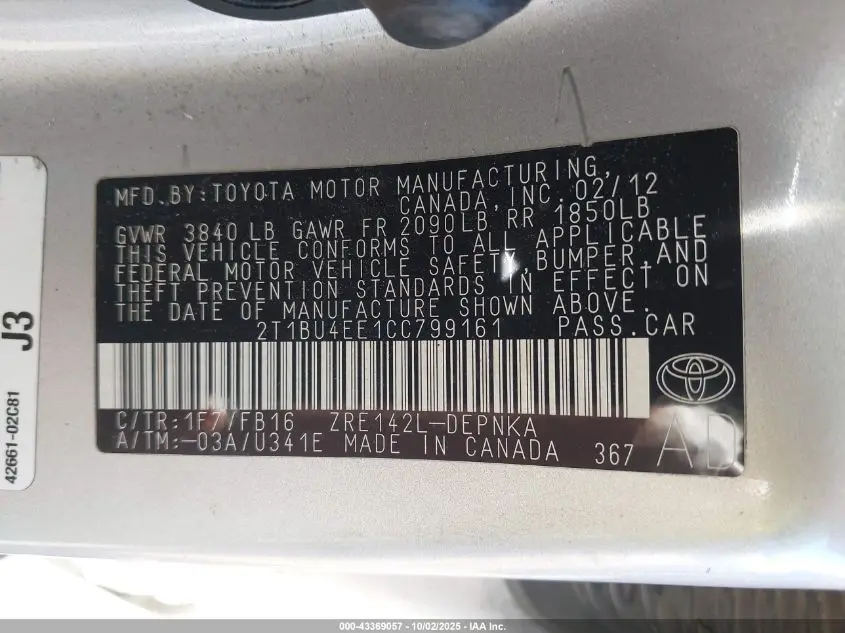 MFD.BY:TOYOTA MOTOR MANUFACTURING,
CANADA,INC. 02/12
GVWR 3840 LB GAWR FR 2090LB RR 1850LB
THIS VEHICLE CONFORMS TO ALL APPLICABLE
FEDERAL MOTOR VEHICLE SAFETY,BUMPER,AND
THEFT PREVENTION STANDARDS IN EFFECT ON
THE DATE OF MANUFACTURE SHOWN ABOVE.
2T1BU4EE1CC799161 PASS.CAR
C/TR:1F7/FB16 ZRE142L-DEPNKA
A/TM:-03A/U341E MADE IN CANADA 367
AD
J3
42661-02C81
000-43369057 - 10/02/2025 - IAA Inc.